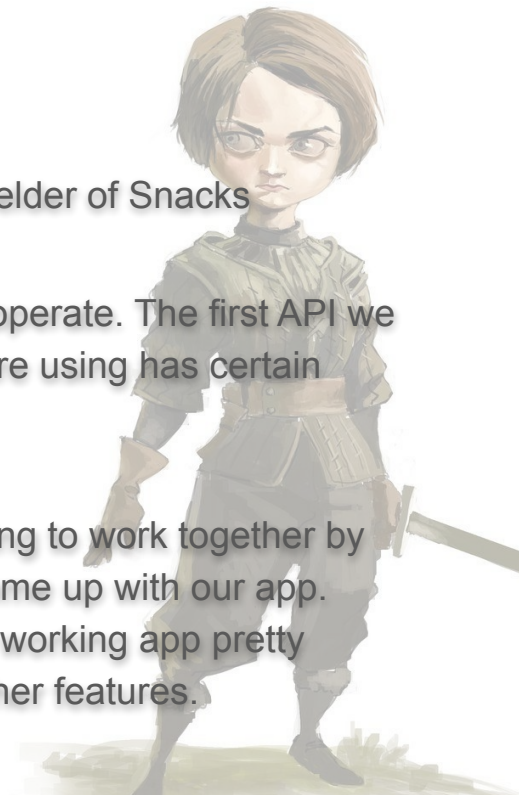 elder of Snacks
operate. The first API we
re using has certain
ng to work together by
me up with our app.
working app pretty
ner features.